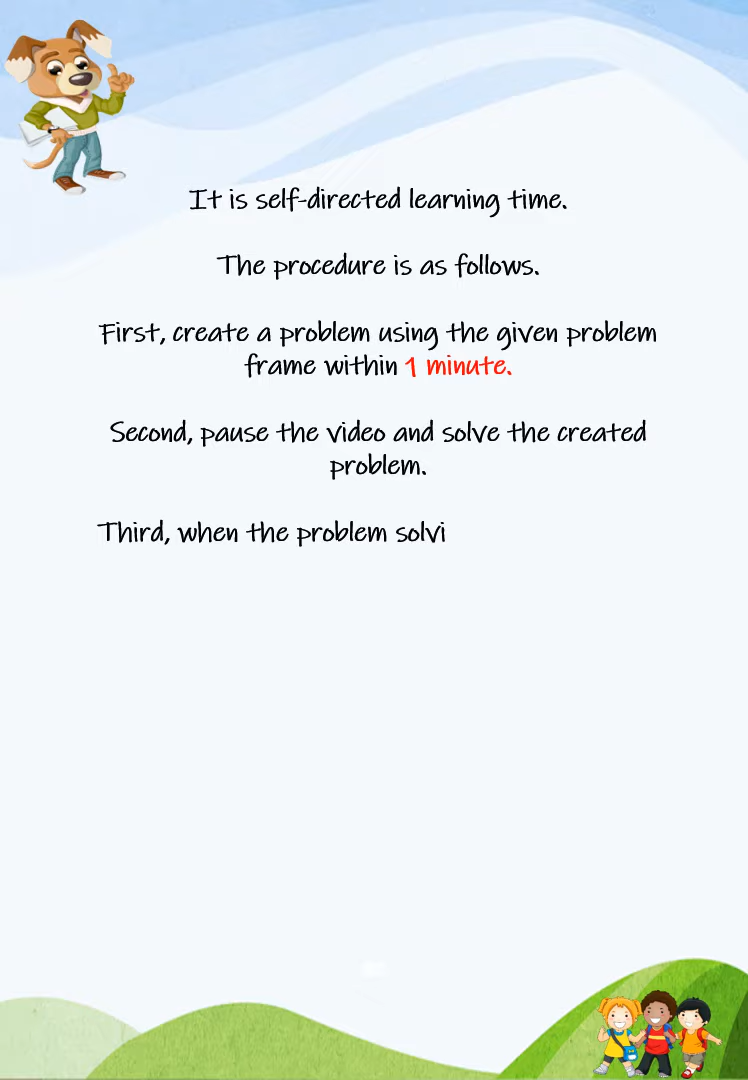 It is self-directed learning time.
The procedure is as follows.
First, create a problem using the given problem
frame within 1 minute.
Second, pause the video and solve the created
problem.
Third, when the problem solvi